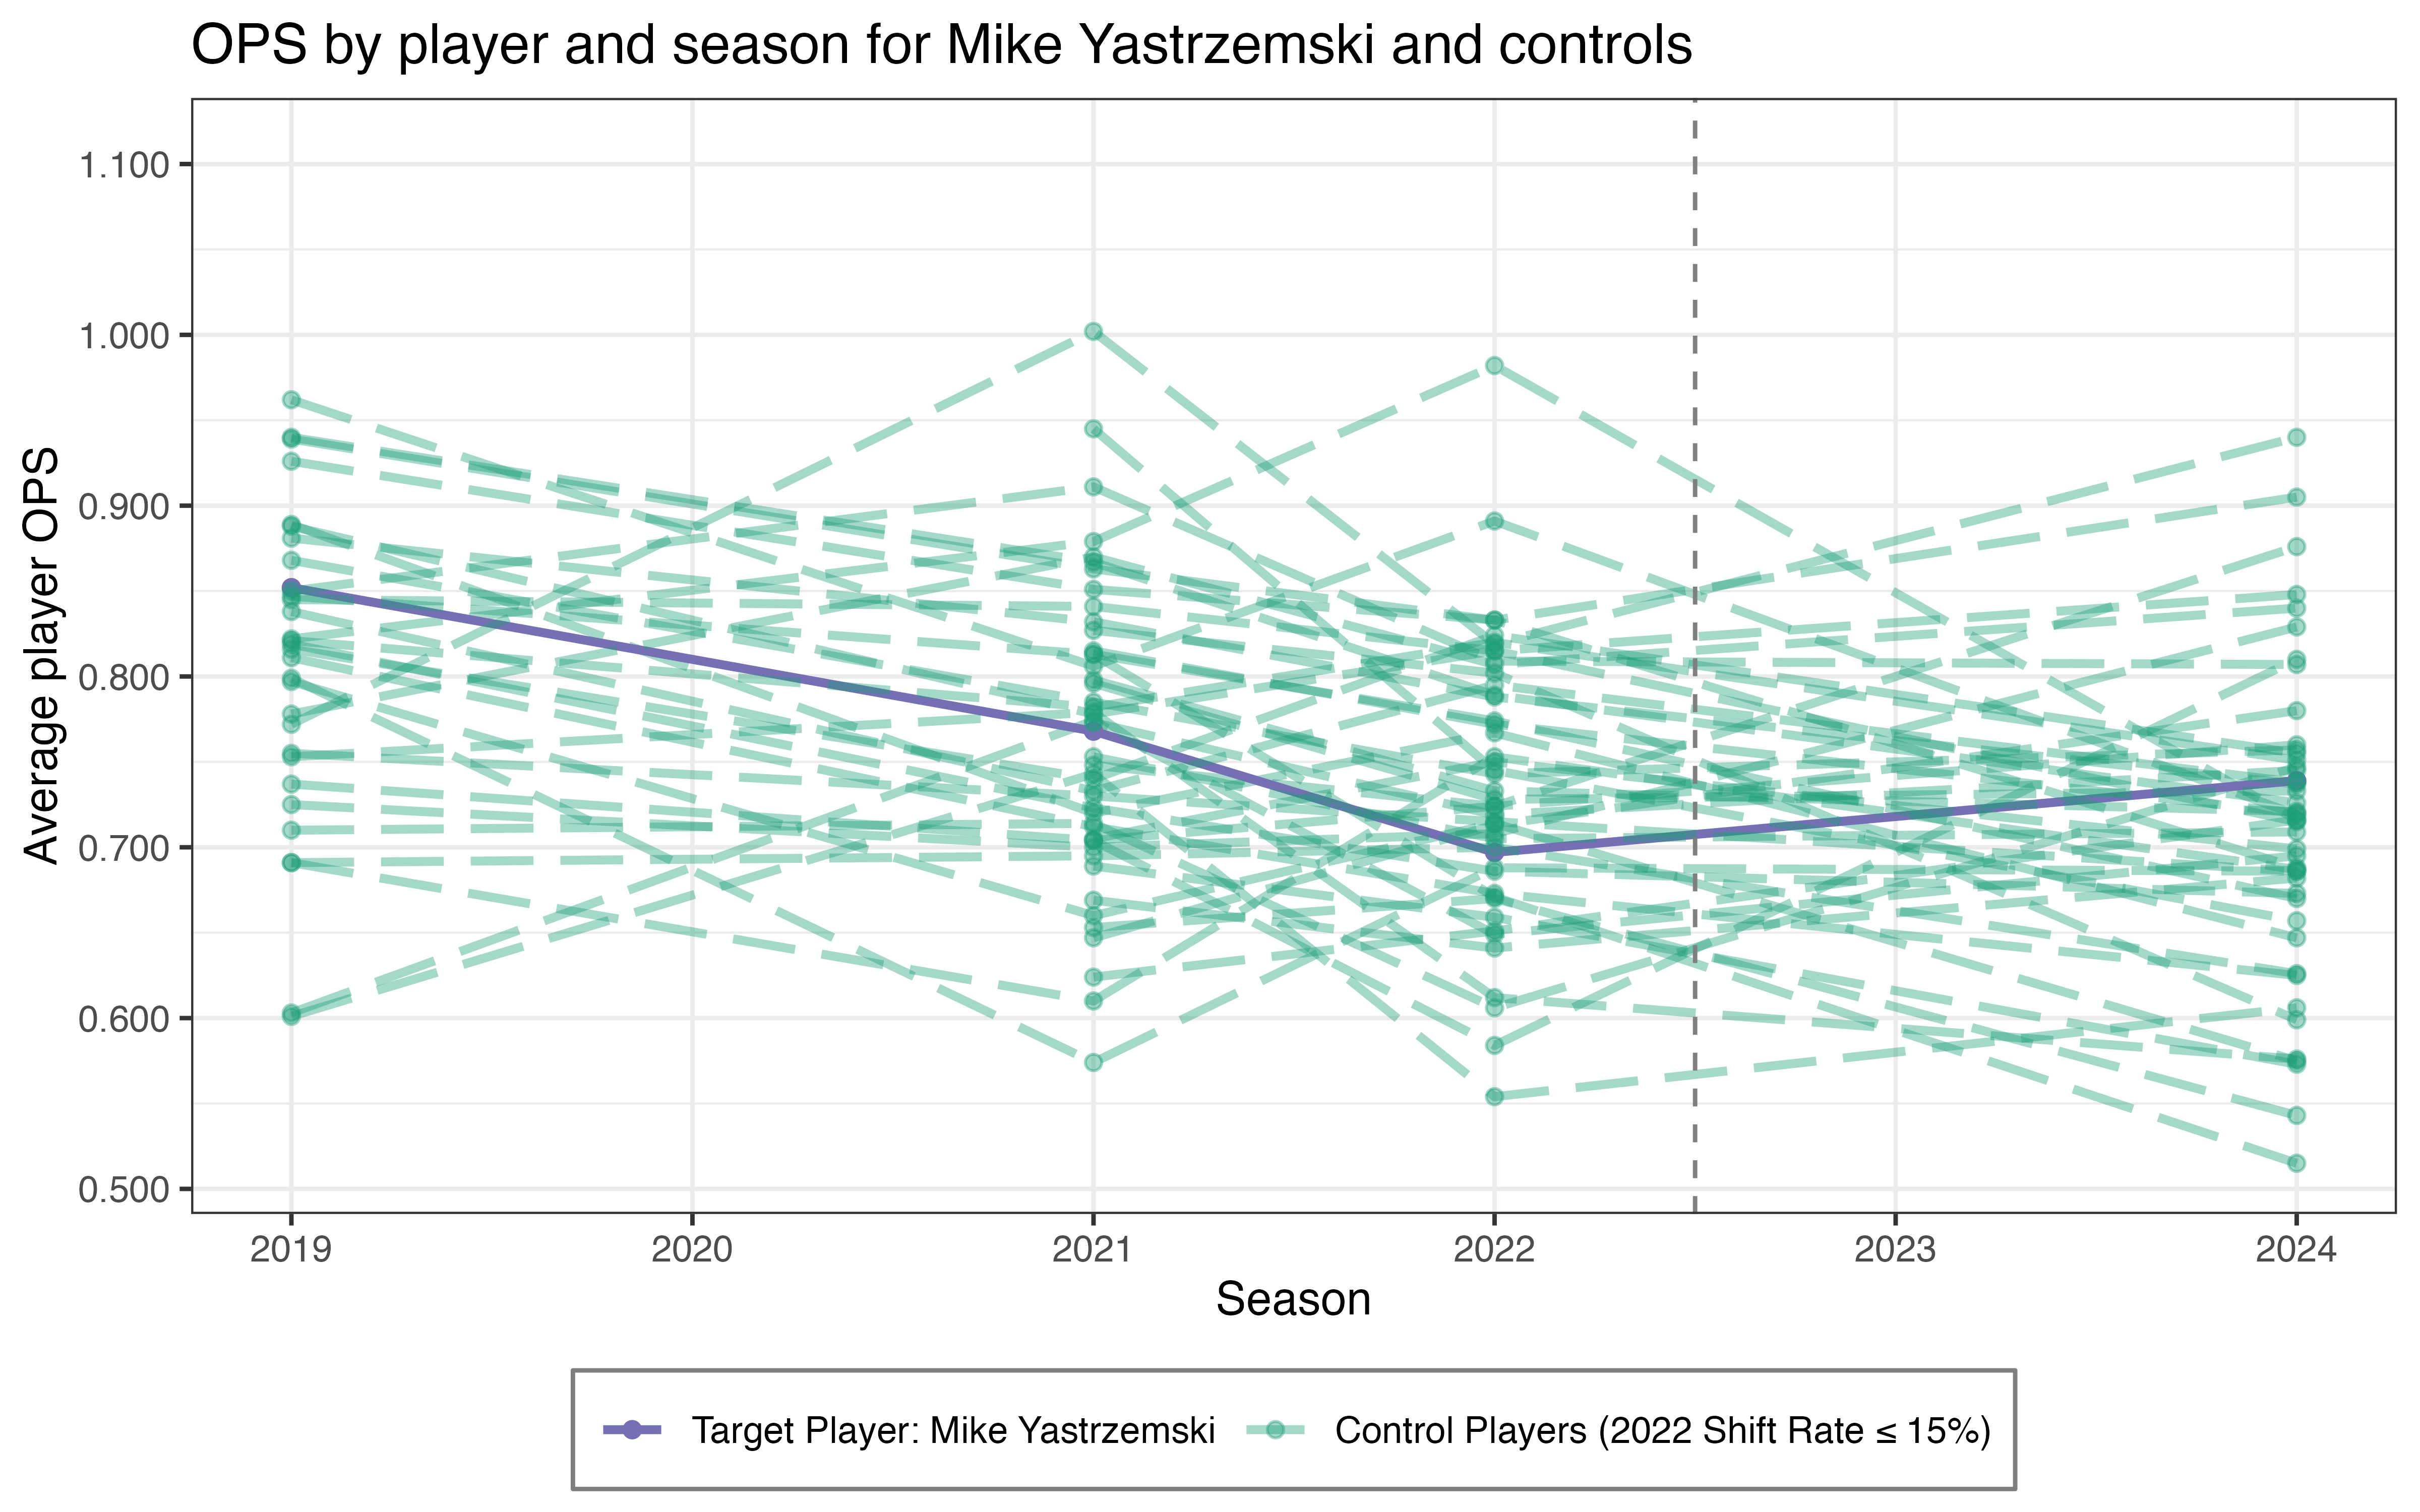 OPS by player and season for Mike Yastrzemski and controls
Average player OPS
1.100
1.000
0.900
0.800
0.700
0.600
0.500
2019 2020 2021 2022 2023 2024
Season
Target Player: Mike Yastrzemski Control Players (2022 Shift Rate ≤ 15%)